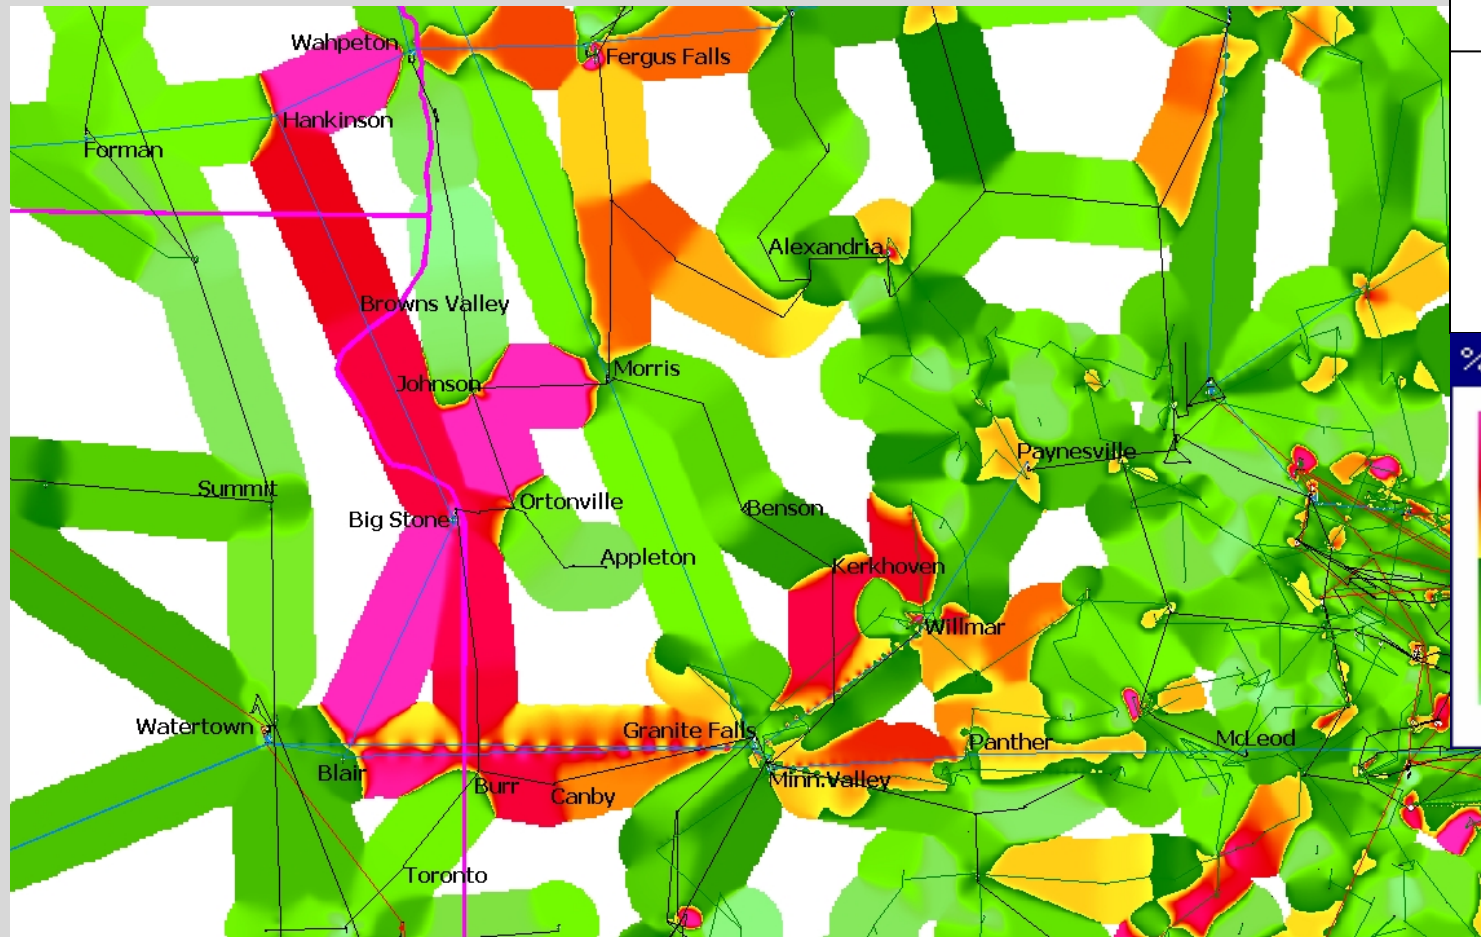 Wahpeton
Fergus Falls
Hankinson
Forman
Alexandria
Browns Valley
Morris
Johnson
Paynesville
Summit
Ortonville
Benson
Big Stone
Appleton
Kerkhoven
Willmar
Watertown
Granite Falls
Panther
McLeod
Blair
Burr
Canby
Minn.Valley
Toronto
%